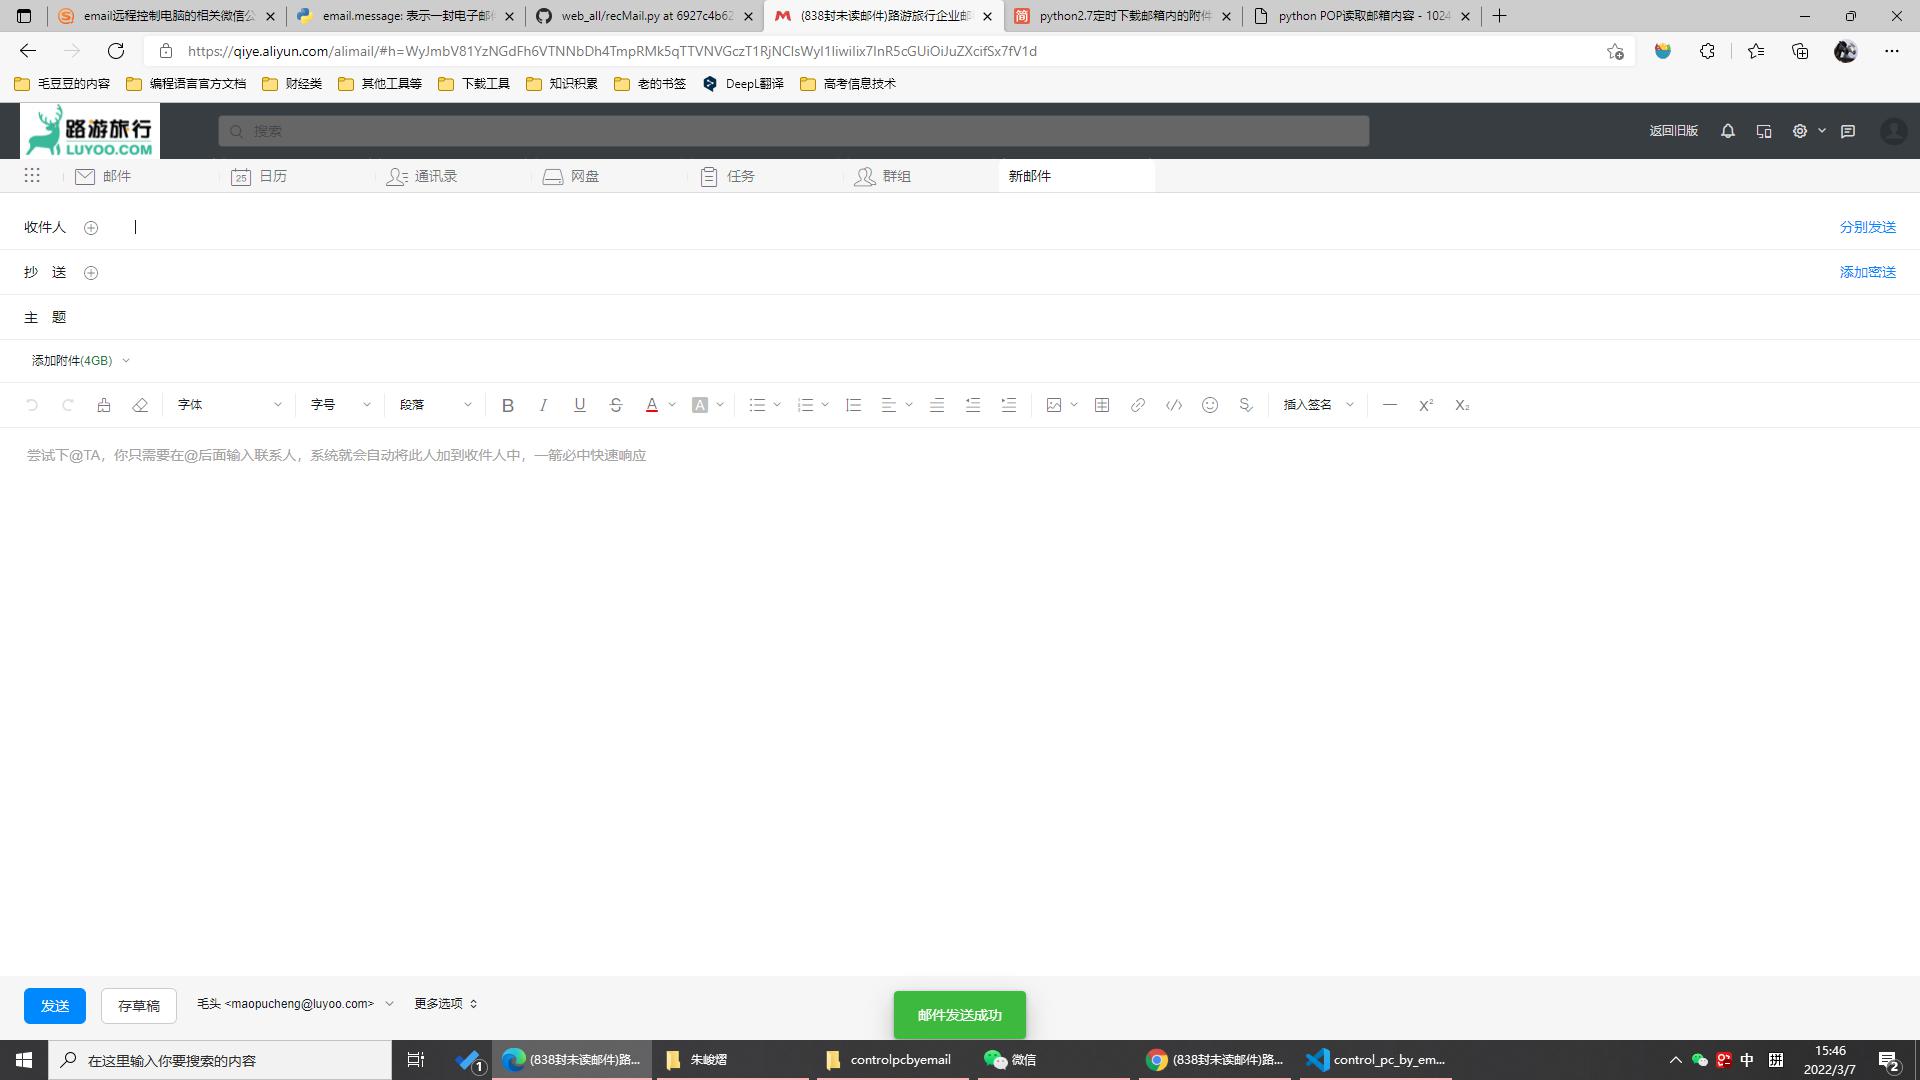 email远程控制电脑的相关微信公
email.message: 表示一封电子邮件
web_all/recMail.py at 6927c4b62
(838封未读邮件)路游旅行企业邮
python2.7定时下载邮箱内的附件
python POP读取邮箱内容 - 1024
https://qiye.aliyun.com/alimail/#h=WyJmbV81YzNGdFh6VTNNbDh4TmpRMk5qTTVNVGczT1RjNCIsWyI1IiwiIix7InR5cGUiOiJuZXcifSx7fV1d
毛豆豆的内容
编程语言官方文档
财经类
其他工具等
下载工具
知识积累
老的书签
DeepL翻译
高考信息技术
路游旅行
LUYOO.COM
搜索
返回旧版
邮件
25 日历
通讯录
网盘
任务
群组
新邮件
收件人
分别发送
抄 送
添加密送
主 题
添加附件(4GB)
字体
字号
段落
B I U S A A
插入签名
X² X₂
尝试下@TA，你只需要在@后面输入联系人，系统就会自动将此人加到收件人中，一箭必中快速响应
发送
存草稿
毛头 <maopucheng@luyoo.com>
更多选项
邮件发送成功
在这里输入你要搜索的内容
1
(838封未读邮件)路...
朱峻熠
controlpcbyemail
微信
(838封未读邮件)路...
control_pc_by_em...
中
拼
15:46
2022/3/7
2